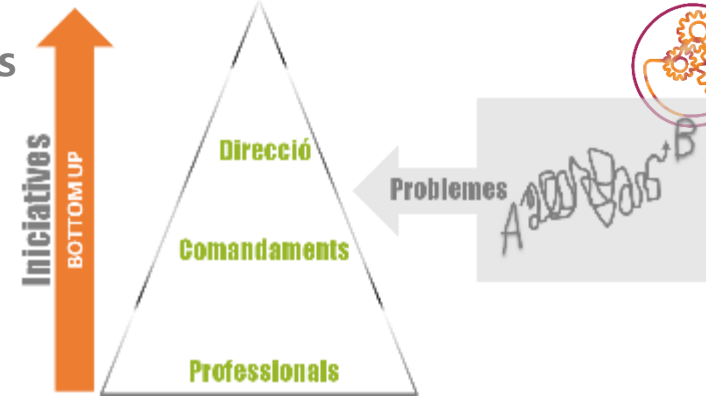 s
Iniciatives
BOTTOM UP
Direcció
Comandaments
Professionals
Problemes
A
B